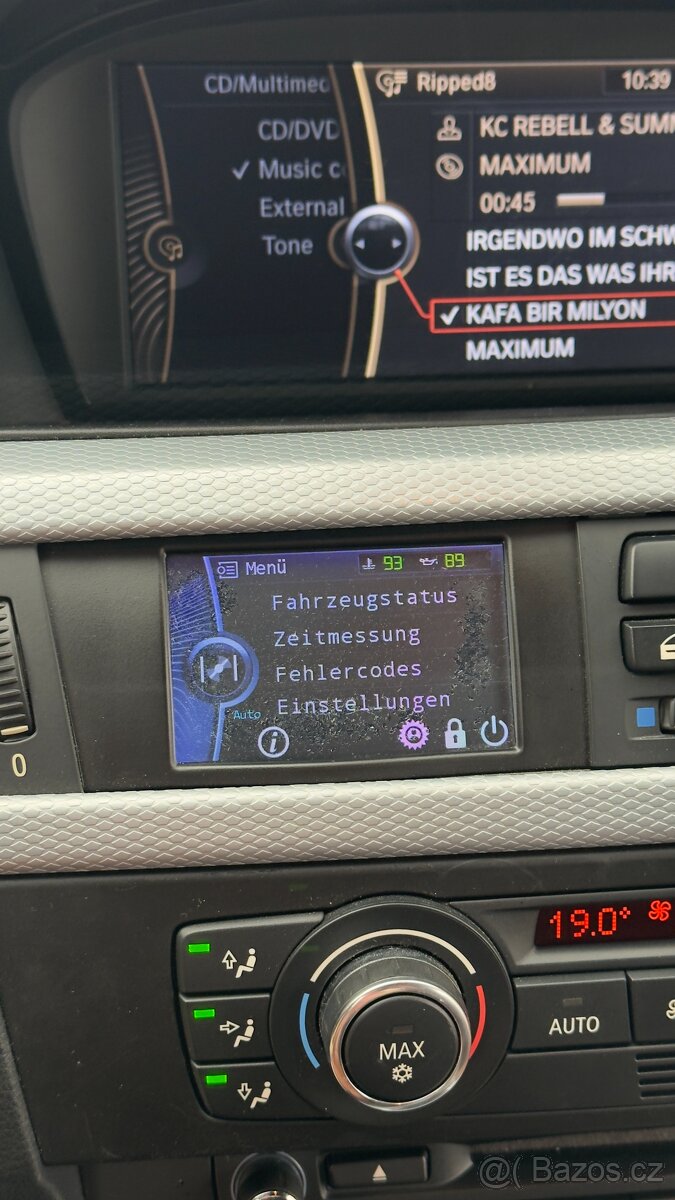 CD/Multimed
CD/DVD
Music c
External
Tone
Ripped8 10:39
KC REBELL & SUMM
MAXIMUM
00:45
IRGENDWO IM SCHW
IST ES DAS WAS IHR
KAFA BIR MILYON
MAXIMUM
Menü 93 89
Fahrzeugstatus
Zeitmessung
Fehlercodes
Einstellungen
Auto
0
19.0°
MAX
AUTO
@( Bazos.cz